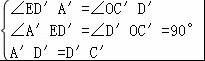 ∠ED′ A′ =∠OC′ D′
∠A′ ED′ =∠D′ OC′ =90°
A′ D′ =D′ C′